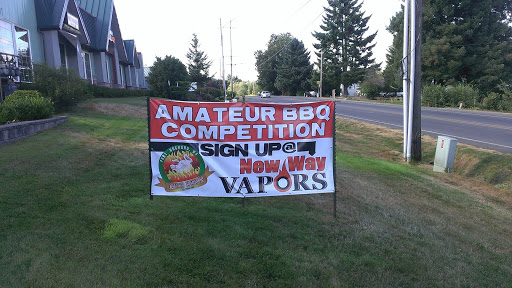 AMATEUR BBQ
COMPETITION
SIGN UP@
New Way
VAPORS